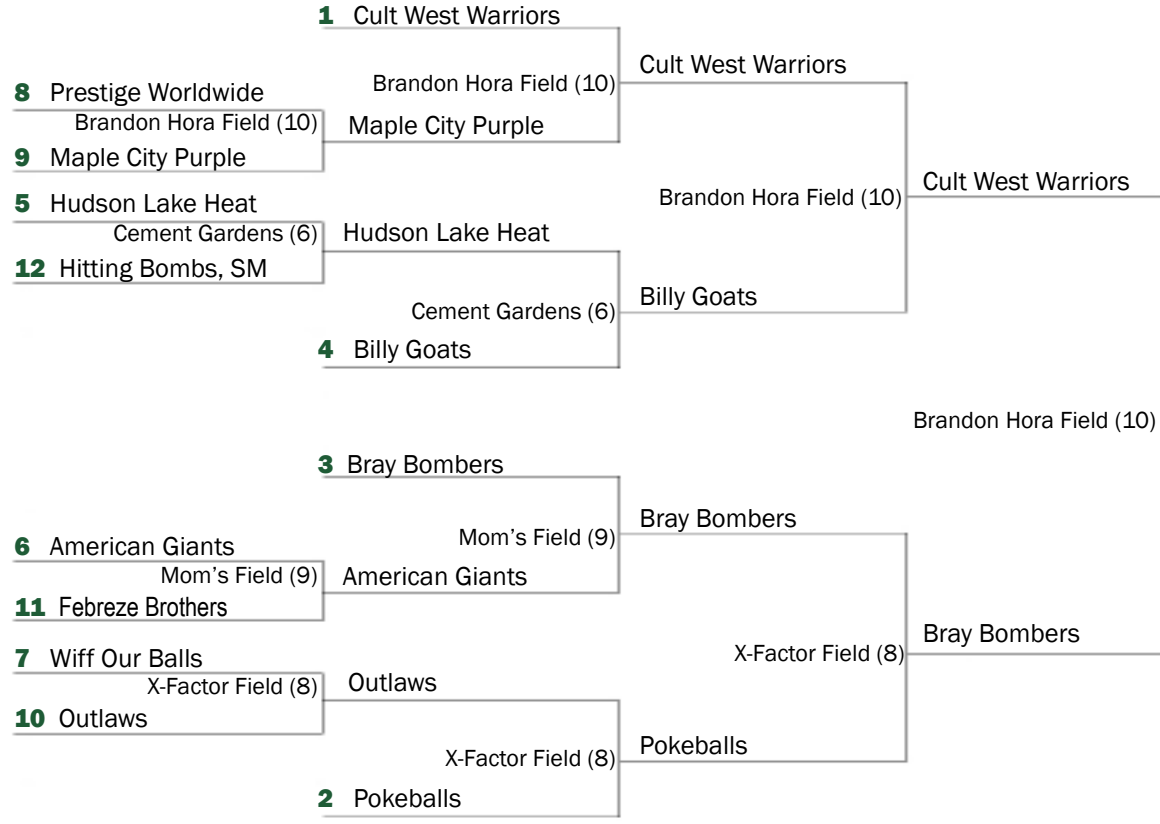 1 Cult West Warriors
Cult West Warriors
Brandon Hora Field (10)
8 Prestige Worldwide
Brandon Hora Field (10)
Maple City Purple
9 Maple City Purple
Cult West Warriors
Brandon Hora Field (10)
5 Hudson Lake Heat
Cement Gardens (6)
Hudson Lake Heat
12 Hitting Bombs, SM
Billy Goats
Cement Gardens (6)
4 Billy Goats
Brandon Hora Field (10)
3 Bray Bombers
Bray Bombers
Mom's Field (9)
6 American Giants
Mom's Field (9)
American Giants
11 Febreze Brothers
Bray Bombers
X-Factor Field (8)
7 Wiff Our Balls
X-Factor Field (8)
Outlaws
10 Outlaws
Pokeballs
X-Factor Field (8)
2 Pokeballs